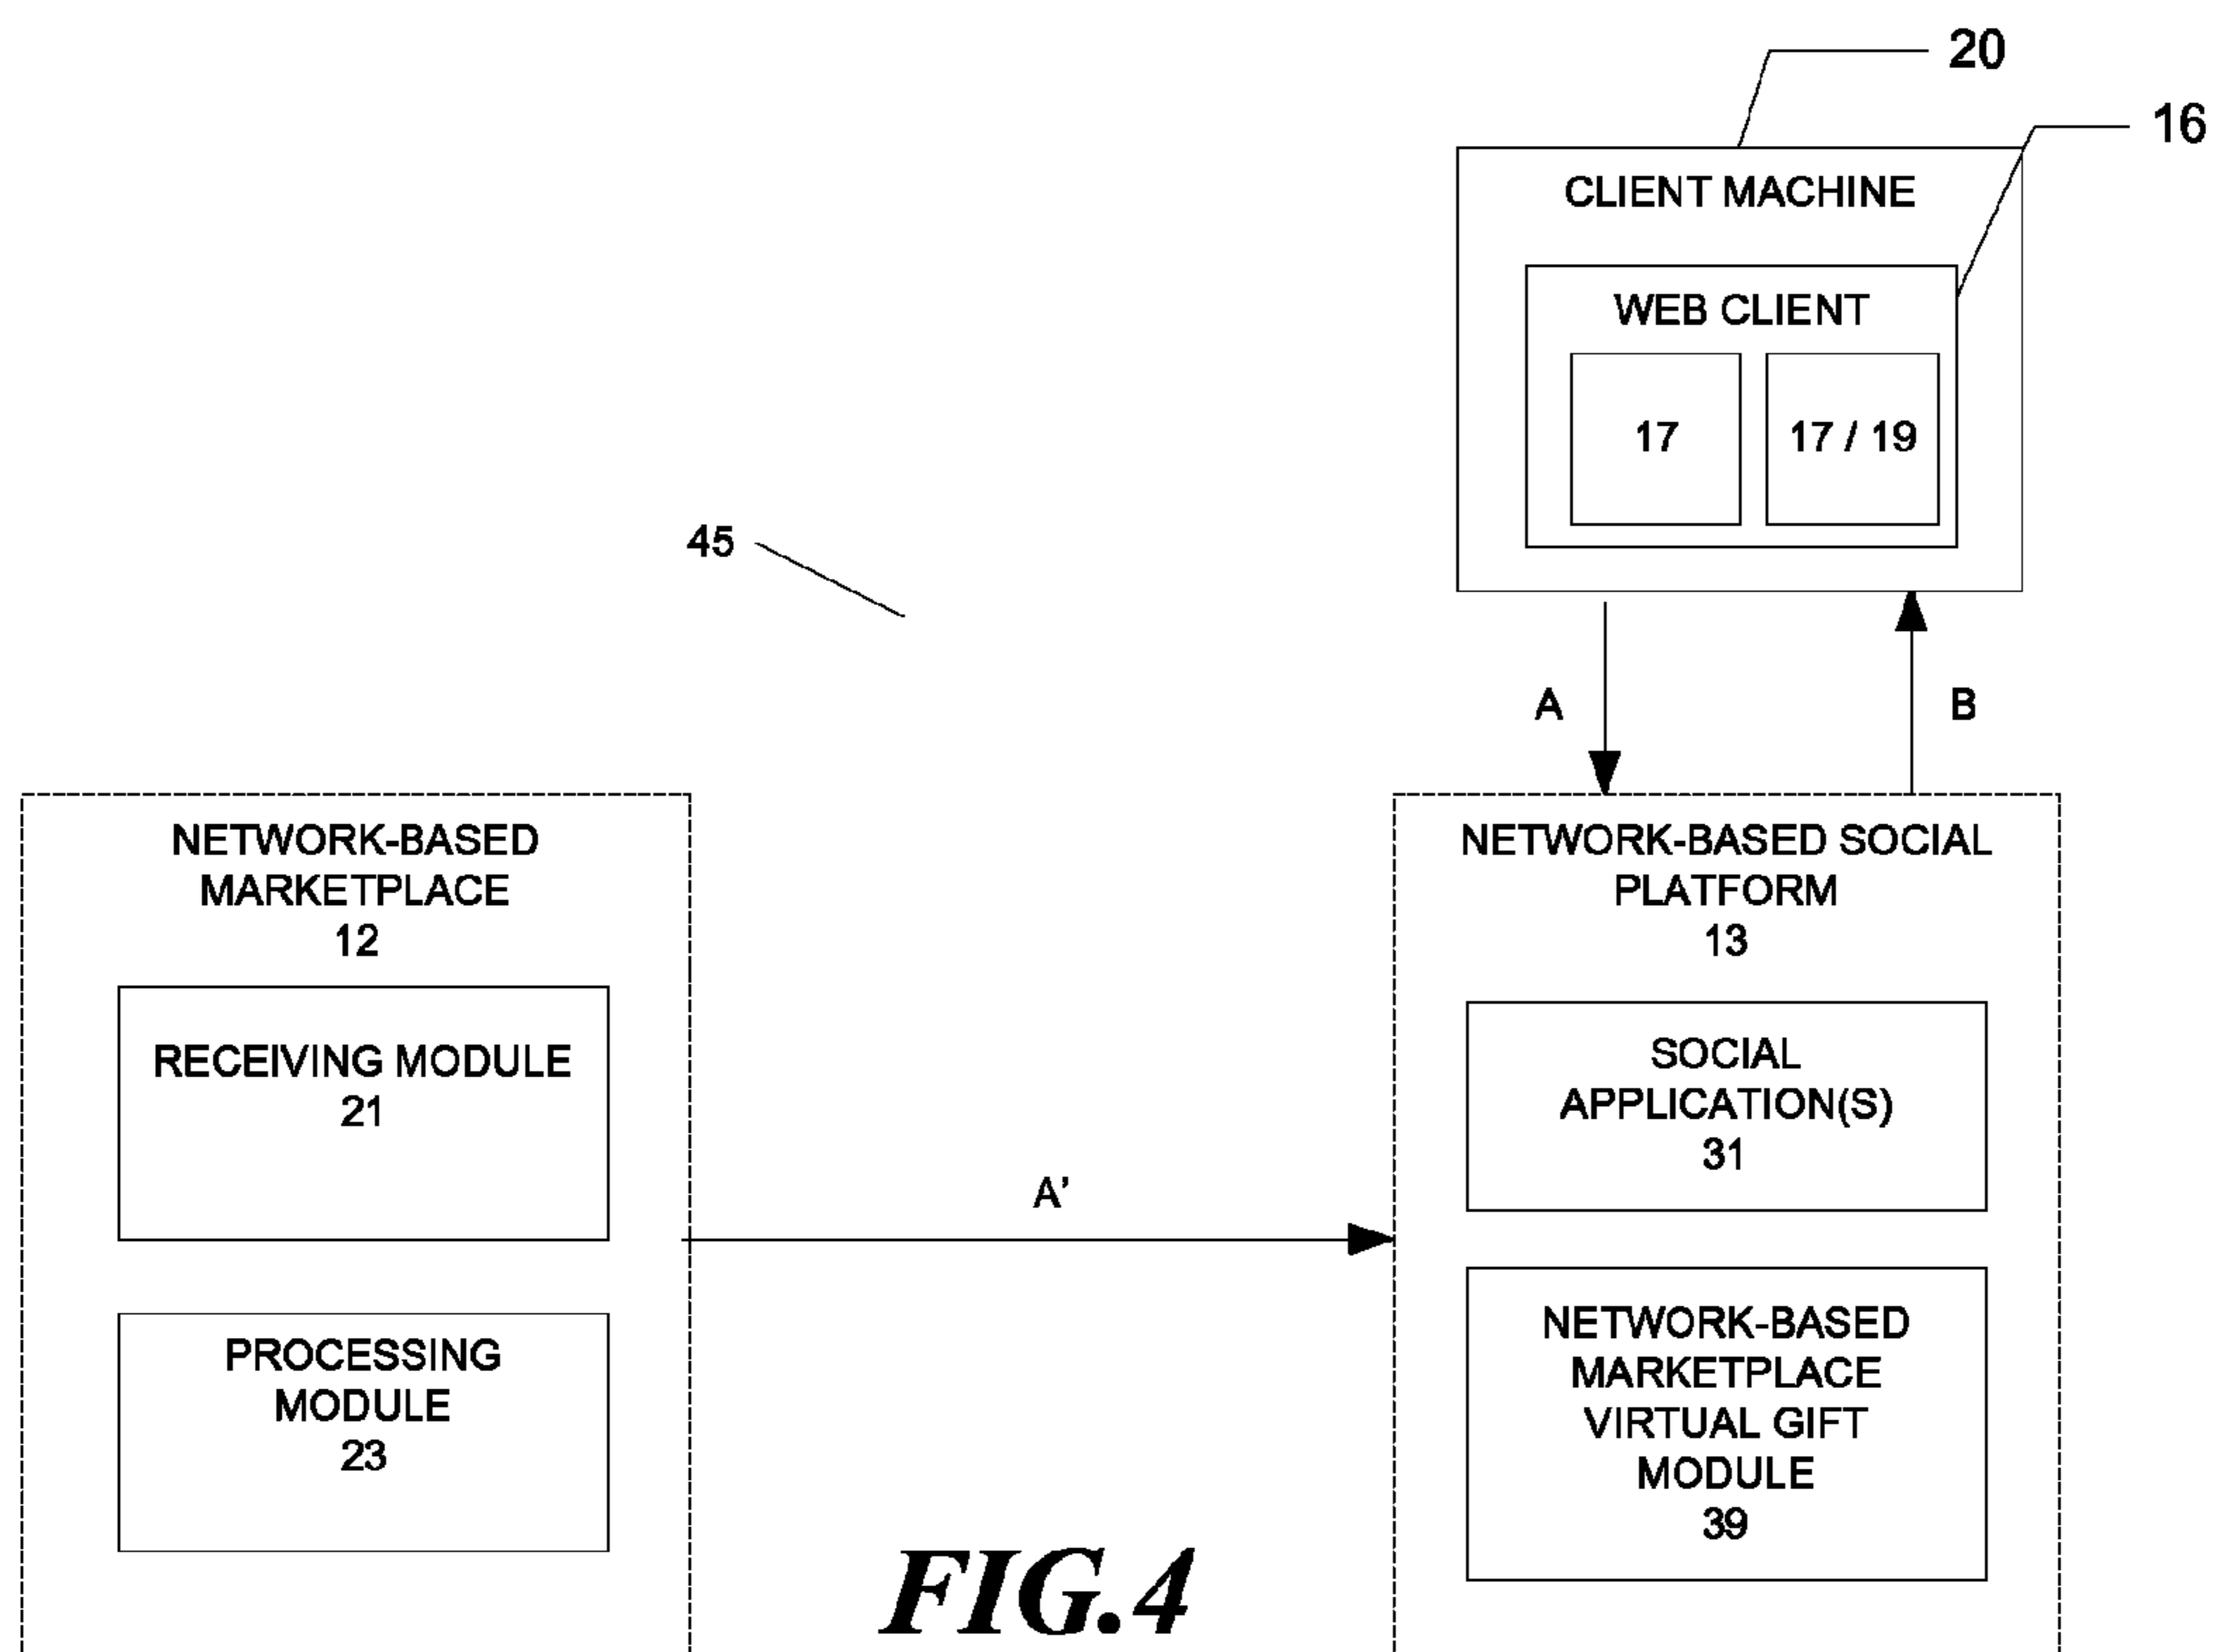 20
16
CLIENT MACHINE
WEB CLIENT
17
17 / 19
45
A
B
NETWORK-BASED
MARKETPLACE
12
RECEIVING MODULE
21
PROCESSING
MODULE
23
A’
NETWORK-BASED SOCIAL
PLATFORM
13
SOCIAL
APPLICATION(S)
31
NETWORK-BASED
MARKETPLACE
VIRTUAL GIFT
MODULE
39
FIG.4